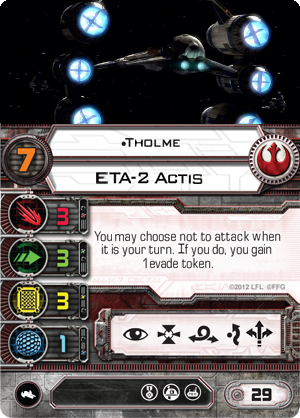 •Tholme
7
ETA-2 Actis
3
3
3
1
You may choose not to attack when
it is your turn. If you do, you gain
1 evade token.
©2012 LFL ©FFG
29